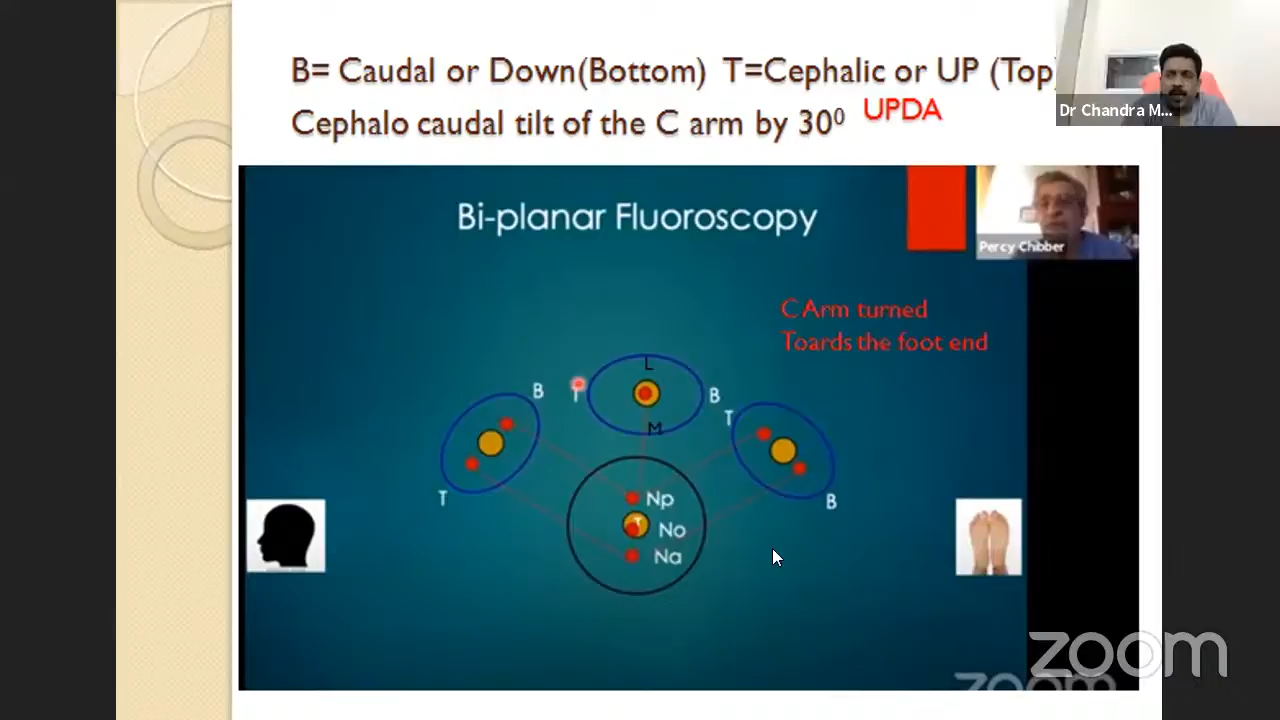 B= Caudal or Down(Bottom) T=Cephalic or UP (Top)
Cephalo caudal tilt of the C arm by 30⁰ UPDA
Dr Chandra M...
Bi-planar Fluoroscopy
Percy Chibber
C Arm turned
Toards the foot end
L
B T B
M T
T B
Np
T No
Na
zoom
zoom